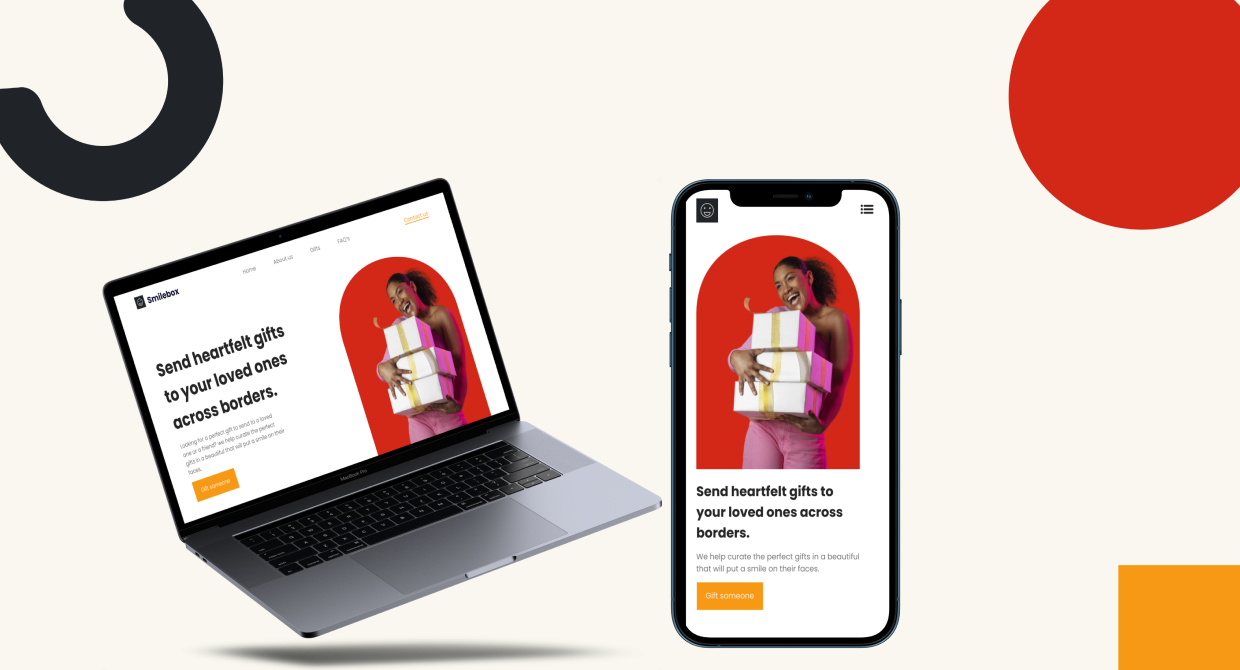 Contact us
Home
About us
Gifts
FAQ's
Smilebox
Send heartfelt gifts
to your loved ones
across borders.
Looking for a perfect gift to send to a loved
one or a friend? we help curate the perfect
gifts in a beautiful that will put a smile on their
faces.
Gift someone
MacBook Pro
Send heartfelt gifts to
your loved ones across
borders.
We help curate the perfect gifts in a beautiful
that will put a smile on their faces.
Gift someone